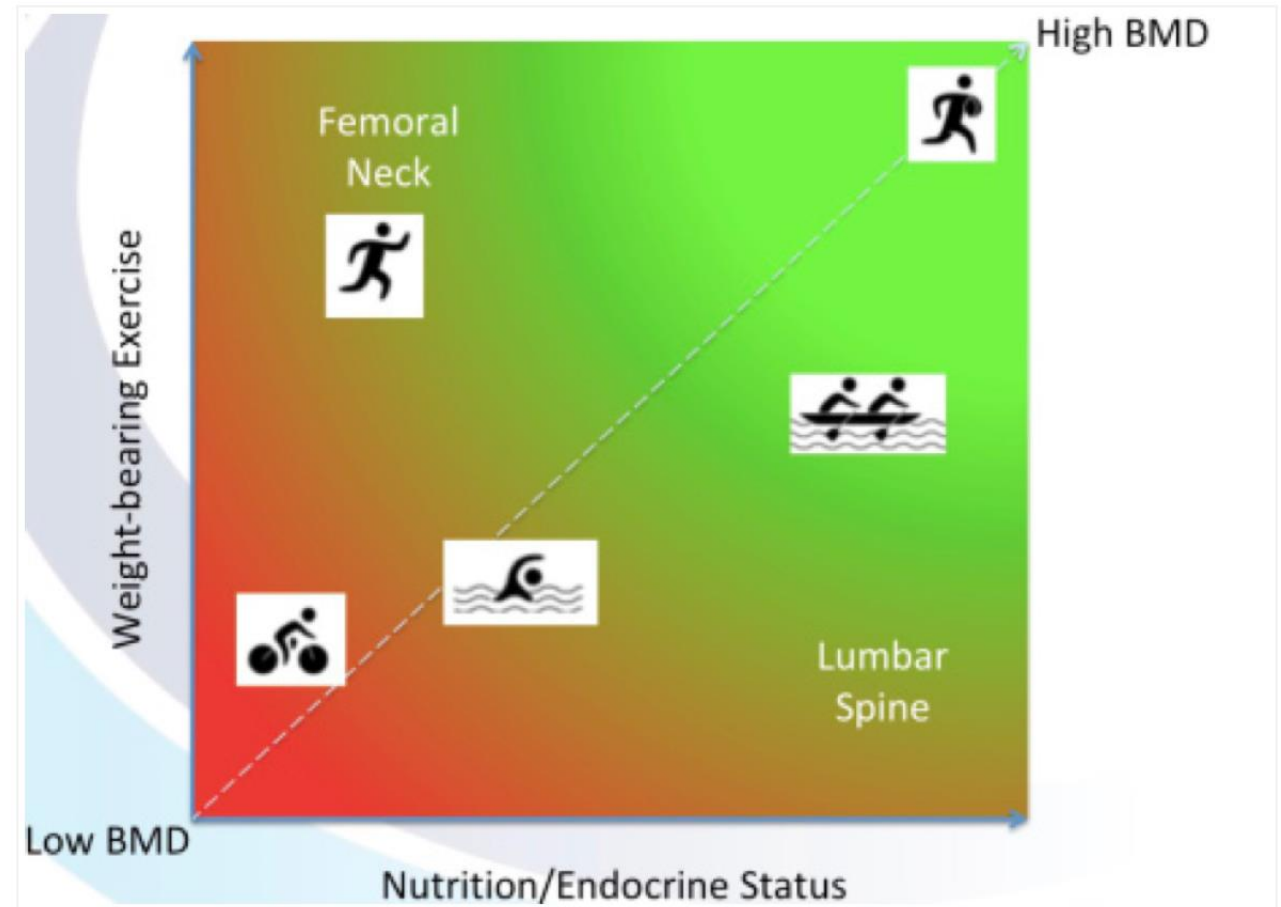 High BMD
Femoral
Neck
Weight-bearing Exercise
Lumbar
Spine
Low BMD
Nutrition/Endocrine Status